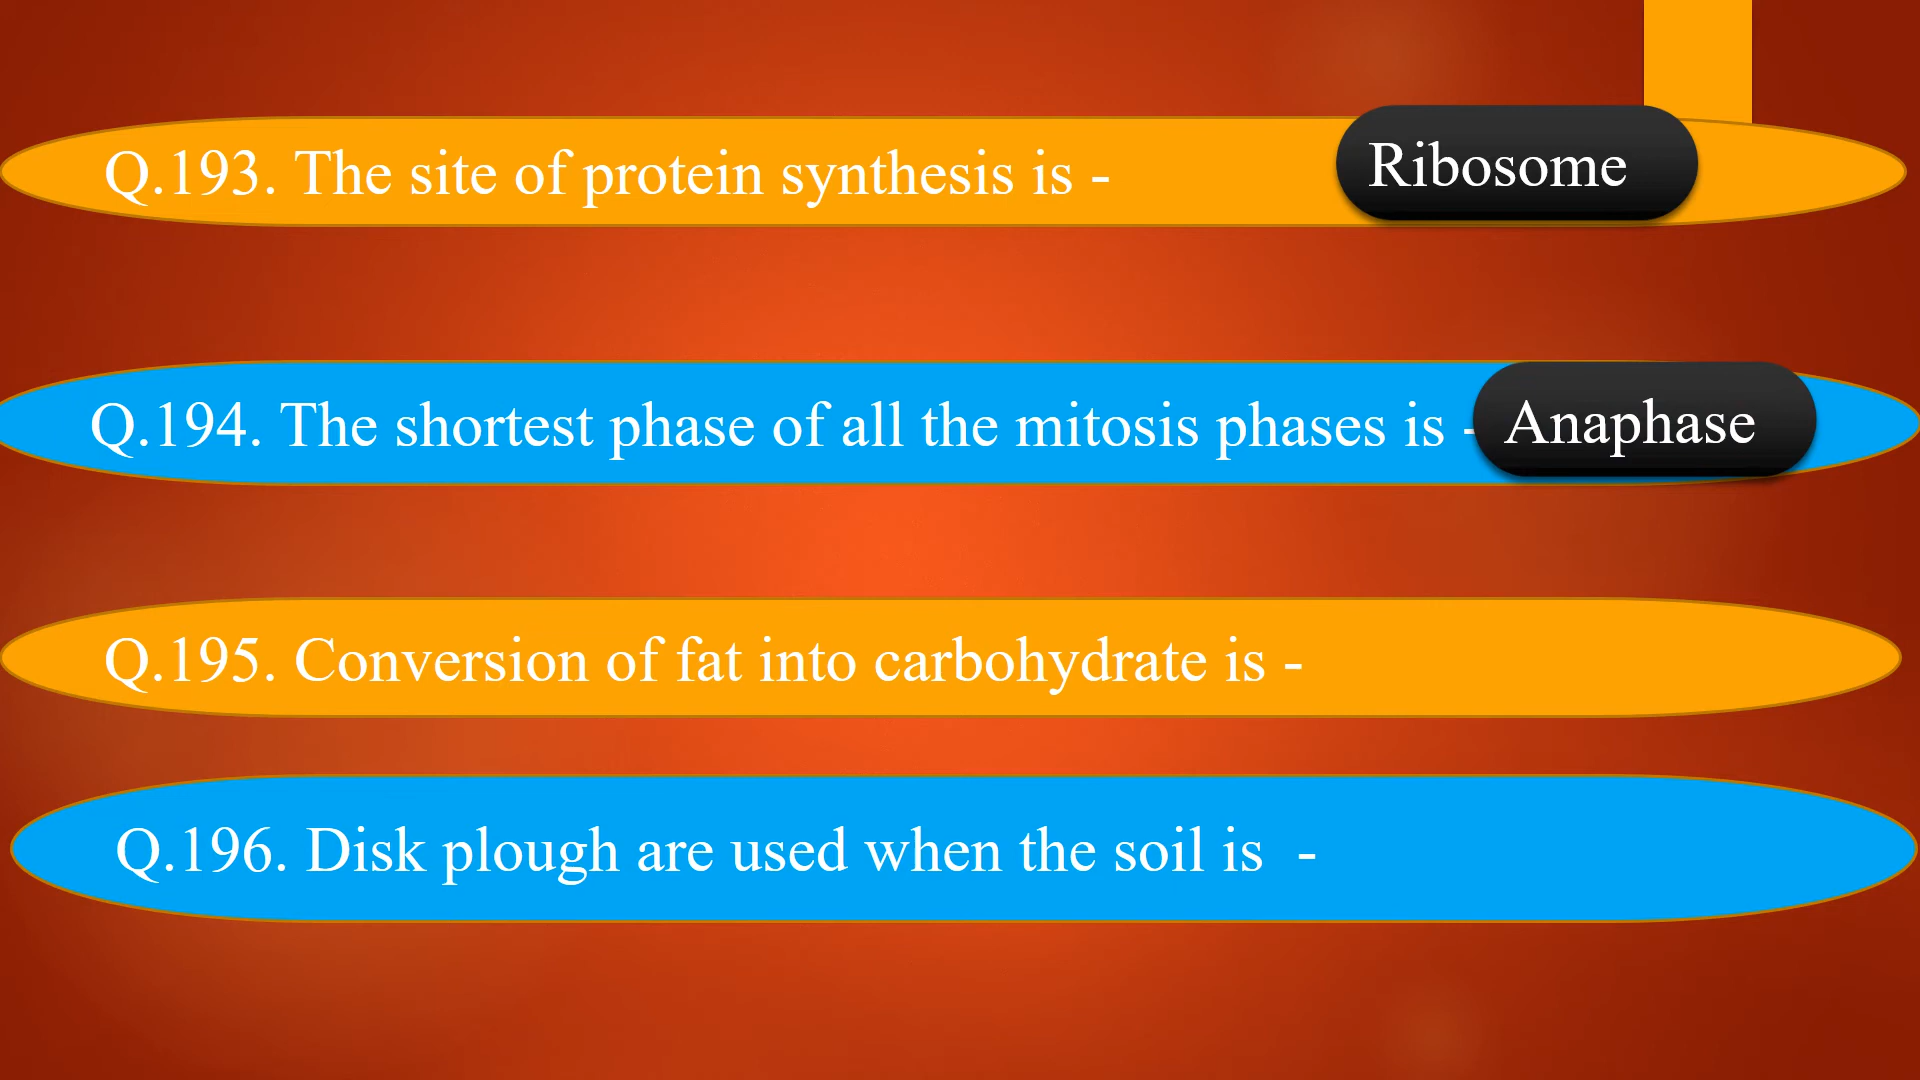 Q.193. The site of protein synthesis is - Ribosome
Q.194. The shortest phase of all the mitosis phases is - Anaphase
Q.195. Conversion of fat into carbohydrate is -
Q.196. Disk plough are used when the soil is  -